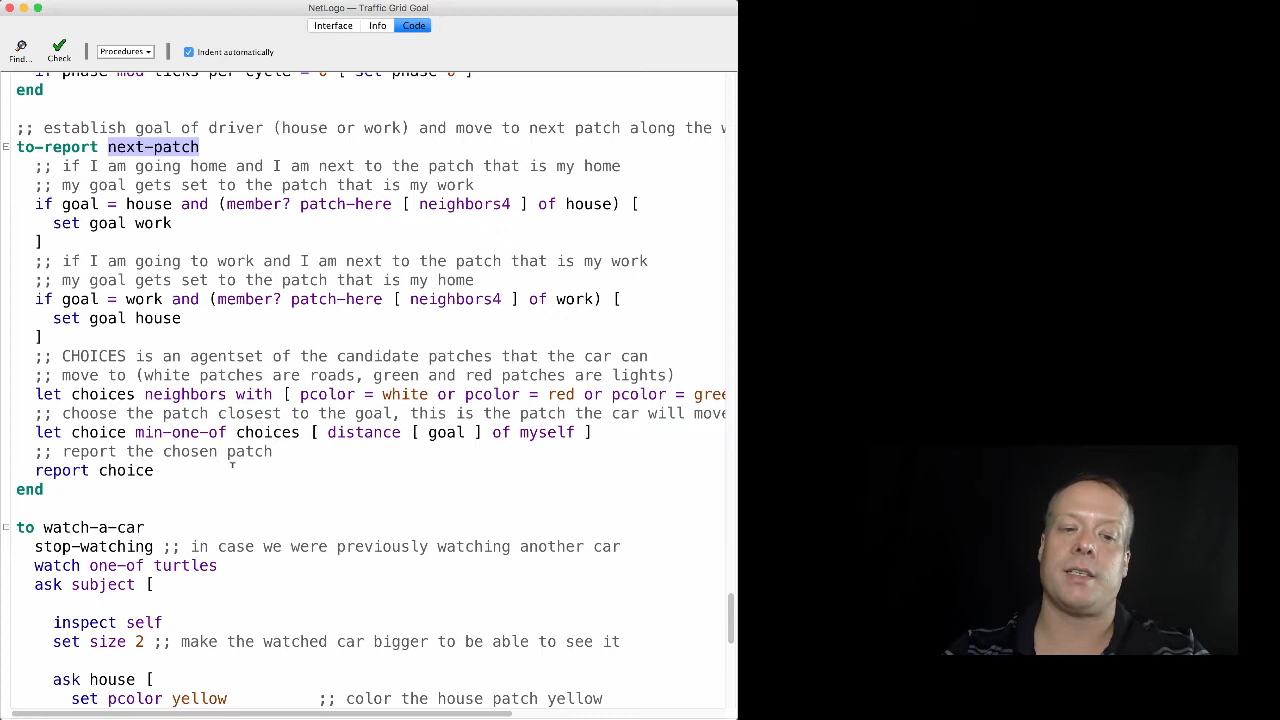 NetLogo — Traffic Grid Goal
Interface Info Code
Find... Check Procedures Indent automatically
if phase mod ticks-per-cycle = 0 [ set phase 0 ]
end
;; establish goal of driver (house or work) and move to next patch along the w
to-report next-patch
;; if I am going home and I am next to the patch that is my home
;; my goal gets set to the patch that is my work
if goal = house and (member? patch-here [ neighbors4 ] of house) [
set goal work
]
;; if I am going to work and I am next to the patch that is my work
;; my goal gets set to the patch that is my home
if goal = work and (member? patch-here [ neighbors4 ] of work) [
set goal house
]
;; CHOICES is an agentset of the candidate patches that the car can
;; move to (white patches are roads, green and red patches are lights)
let choices neighbors with [ pcolor = white or pcolor = red or pcolor = gree
;; choose the patch closest to the goal, this is the patch the car will move
let choice min-one-of choices [ distance [ goal ] of myself ]
;; report the chosen patch
report choice
end
to watch-a-car
stop-watching ;; in case we were previously watching another car
watch one-of turtles
ask subject [
inspect self
set size 2 ;; make the watched car bigger to be able to see it
ask house [
set pcolor yellow ;; color the house patch yellow